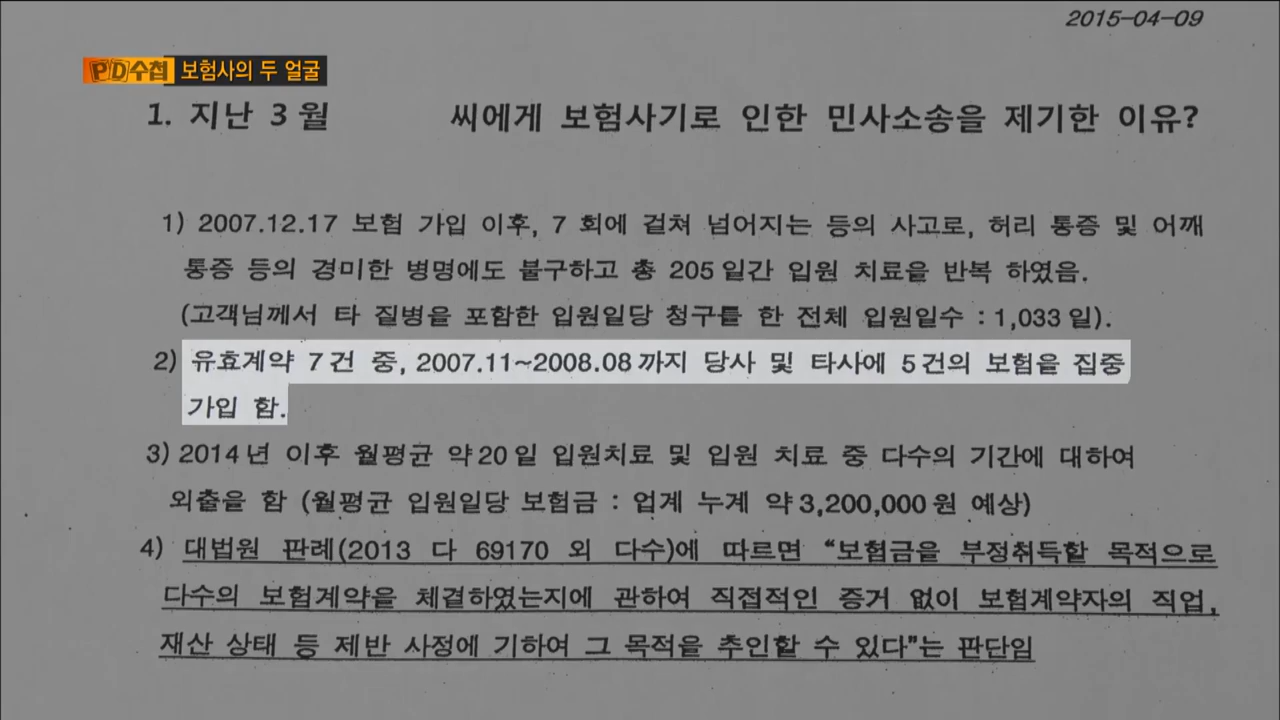 2015-04-09
PD수첩 보험사의 두 얼굴
1. 지난 3월 씨에게 보험사기로 인한 민사소송을 제기한 이유?
1) 2007.12.17 보험 가입 이후, 7 회에 걸쳐 넘어지는 등의 사고로, 허리 통증 및 어깨
통증 등의 경미한 병명에도 불구하고 총 205일간 입원 치료을 반복 하였음.
(고객님께서 타 질병을 포함한 입원일당 청구를 한 전체 입원일수 : 1,033일).
2) 유효계약 7건 중, 2007.11~2008.08까지 당사 및 타사에 5건의 보험을 집중
가입 함.
3) 2014년 이후 월평균 약20일 입원치료 및 입원 치료 중 다수의 기간에 대하여
외출을 함 (월평균 입원일당 보험금 : 업계 누계 약3,200,000원 예상)
4) 대법원 판례(2013 다 69170 외 다수)에 따르면 “보험금을 부정취득할 목적으로
다수의 보험계약을 체결하였는지에 관하여 직접적인 증거 없이 보험계약자의 직업,
재산 상태 등 제반 사정에 기하여 그 목적을 추인할 수 있다”는 판단임